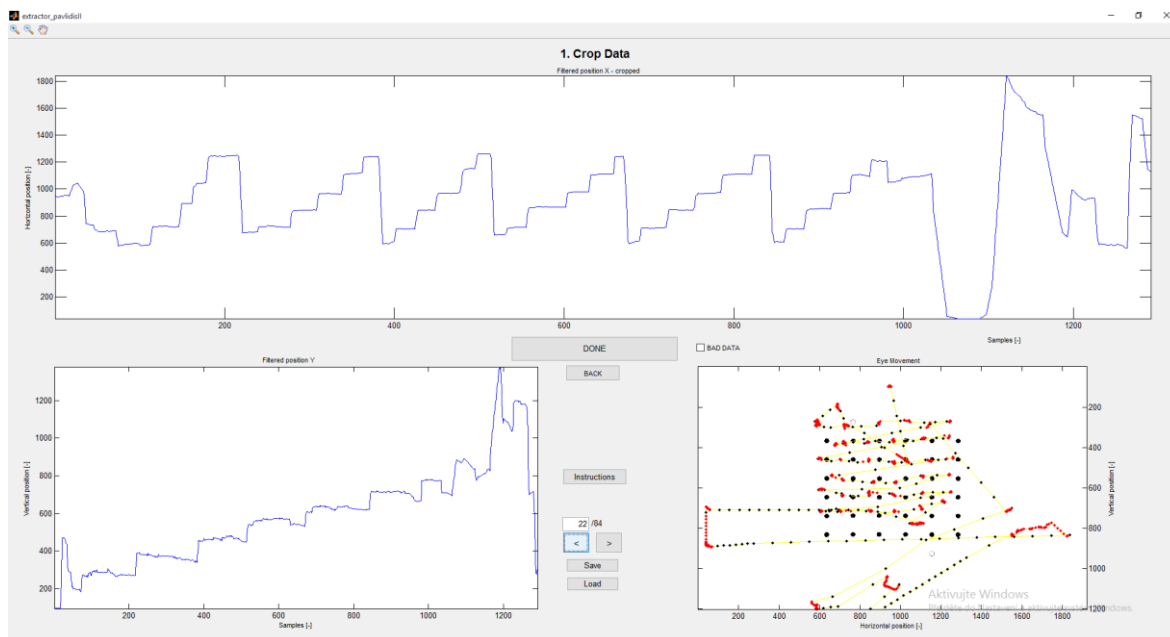 extractor_pavlidisII
1. Crop Data
Filtered position X - cropped
Horizontal position [-]
1800
1600
1400
1200
1000
800
600
400
200
200 400 600 800 1000 1200
Samples [-]
DONE
BAD DATA
BACK
Instructions
22 /84
< >
Save
Load
Filtered position Y
Vertical position [-]
1200
1000
800
600
400
200
200 400 600 800 1000 1200
Samples [-]
Eye Movement
200
400
600
800
1000
1200
Vertical position [-]
200 400 600 800 1000 1200 1400 1600 1800
Horizontal position [-]
Aktivujte Windows